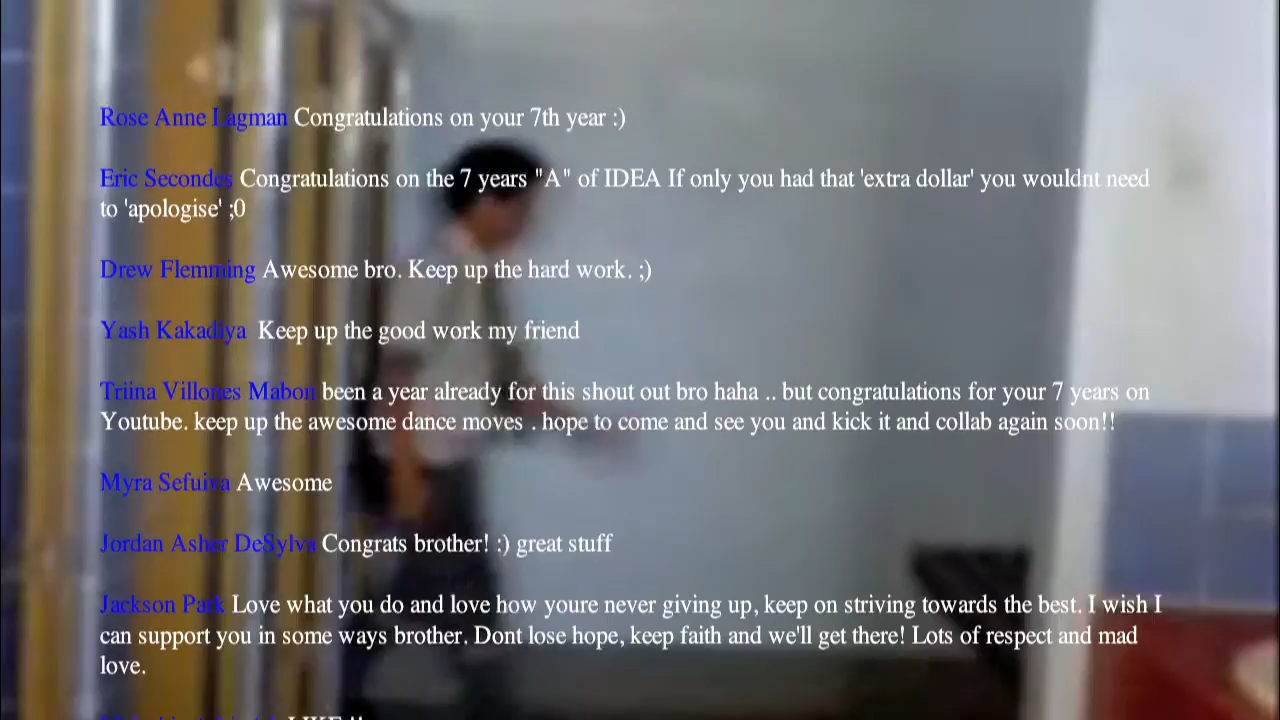 Rose Anne Lagman Congratulations on your 7th year :)
Eric Secondes Congratulations on the 7 years "A" of IDEA If only you had that 'extra dollar' you wouldnt need
to 'apologise' ;0
Drew Flemming Awesome bro. Keep up the hard work. ;)
Yash Kakadiya Keep up the good work my friend
Triina Villones Mabon been a year already for this shout out bro haha .. but congratulations for your 7 years on
Youtube. keep up the awesome dance moves . hope to come and see you and kick it and collab again soon!!
Myra Sefuiva Awesome
Jordan Asher DeSylva Congrats brother! :) great stuff
Jackson Park Love what you do and love how youre never giving up, keep on striving towards the best. I wish I
can support you in some ways brother. Dont lose hope, keep faith and we'll get there! Lots of respect and mad
love.
LIKE !!